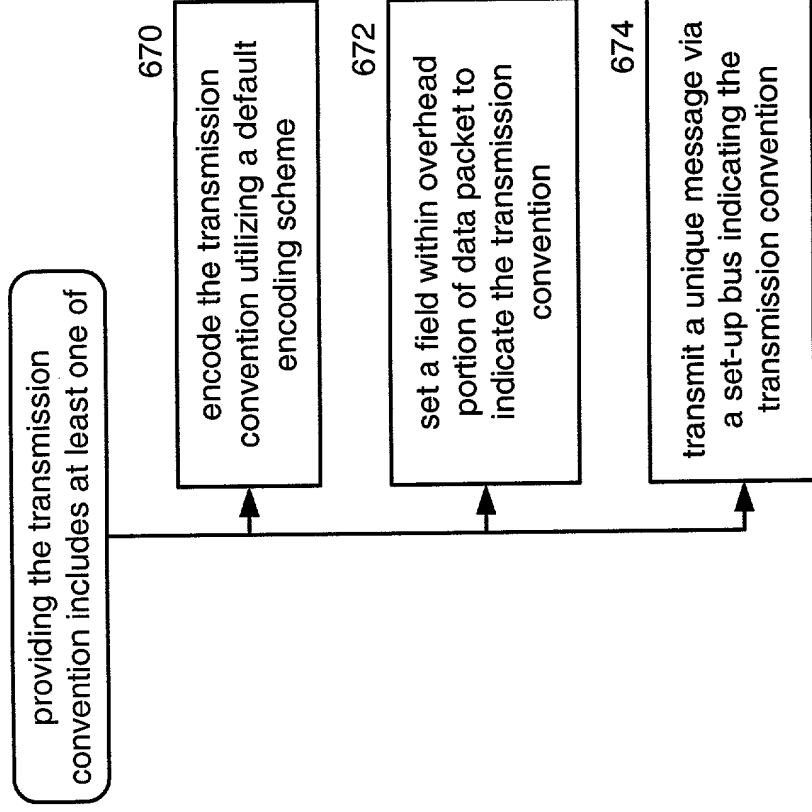 providing the transmission
convention includes at least one of
670
encode the transmission
convention utilizing a default
encoding scheme
672
set a field within overhead
portion of data packet to
indicate the transmission
convention
674
transmit a unique message via
a set-up bus indicating the
transmission convention